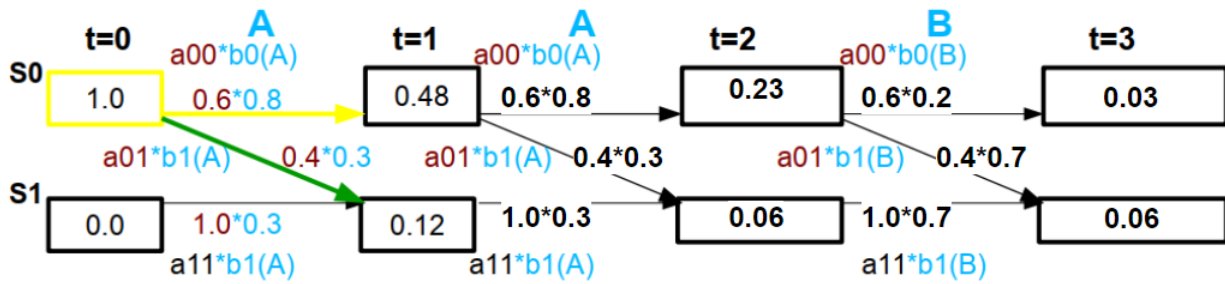 t=0 A t=1 A t=2 B t=3
a00*b0(A) a00*b0(A) a00*b0(B)
S0
1.0 0.6*0.8 0.48 0.6*0.8 0.23 0.6*0.2 0.03
a01*b1(A) 0.4*0.3 a01*b1(A) 0.4*0.3 a01*b1(B) 0.4*0.7
S1
0.0 1.0*0.3 0.12 1.0*0.3 0.06 1.0*0.7 0.06
a11*b1(A) a11*b1(A) a11*b1(B)